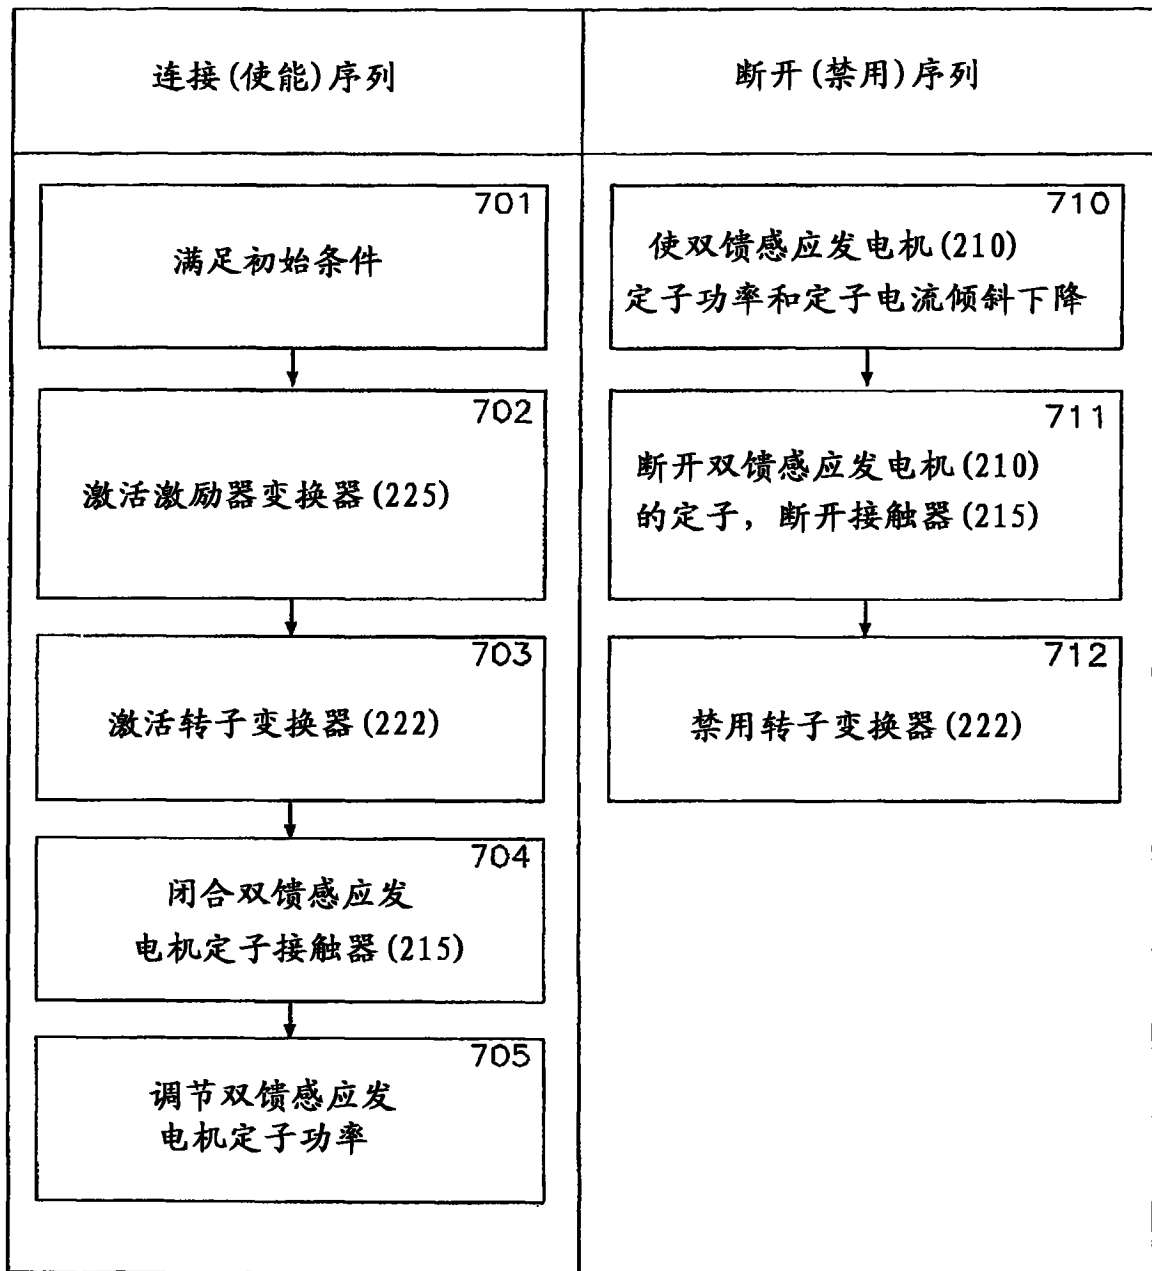 连接(使能)序列
断开(禁用)序列
701
满足初始条件
702
激活激励器变换器(225)
703
激活转子变换器(222)
704
闭合双馈感应发
电机定子接触器(215)
705
调节双馈感应发
电机定子功率
710
使双馈感应发电机(210)
定子功率和定子电流倾斜下降
711
断开双馈感应发电机(210)
的定子，断开接触器(215)
712
禁用转子变换器(222)